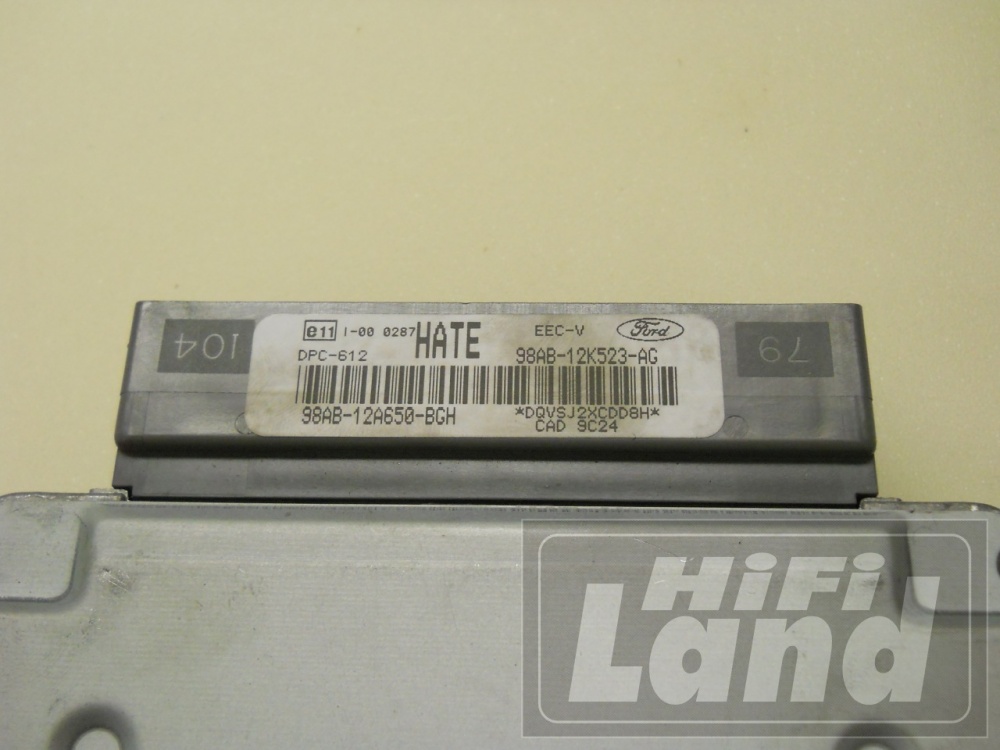 104
e11 I-00 0287 HATE EEC-V Ford
DPC-612 98AB-12K523-AG
98AB-12A650-BGH *DQVSJ2XCDD8H*
CAD 9C24
79
HiFi
Land